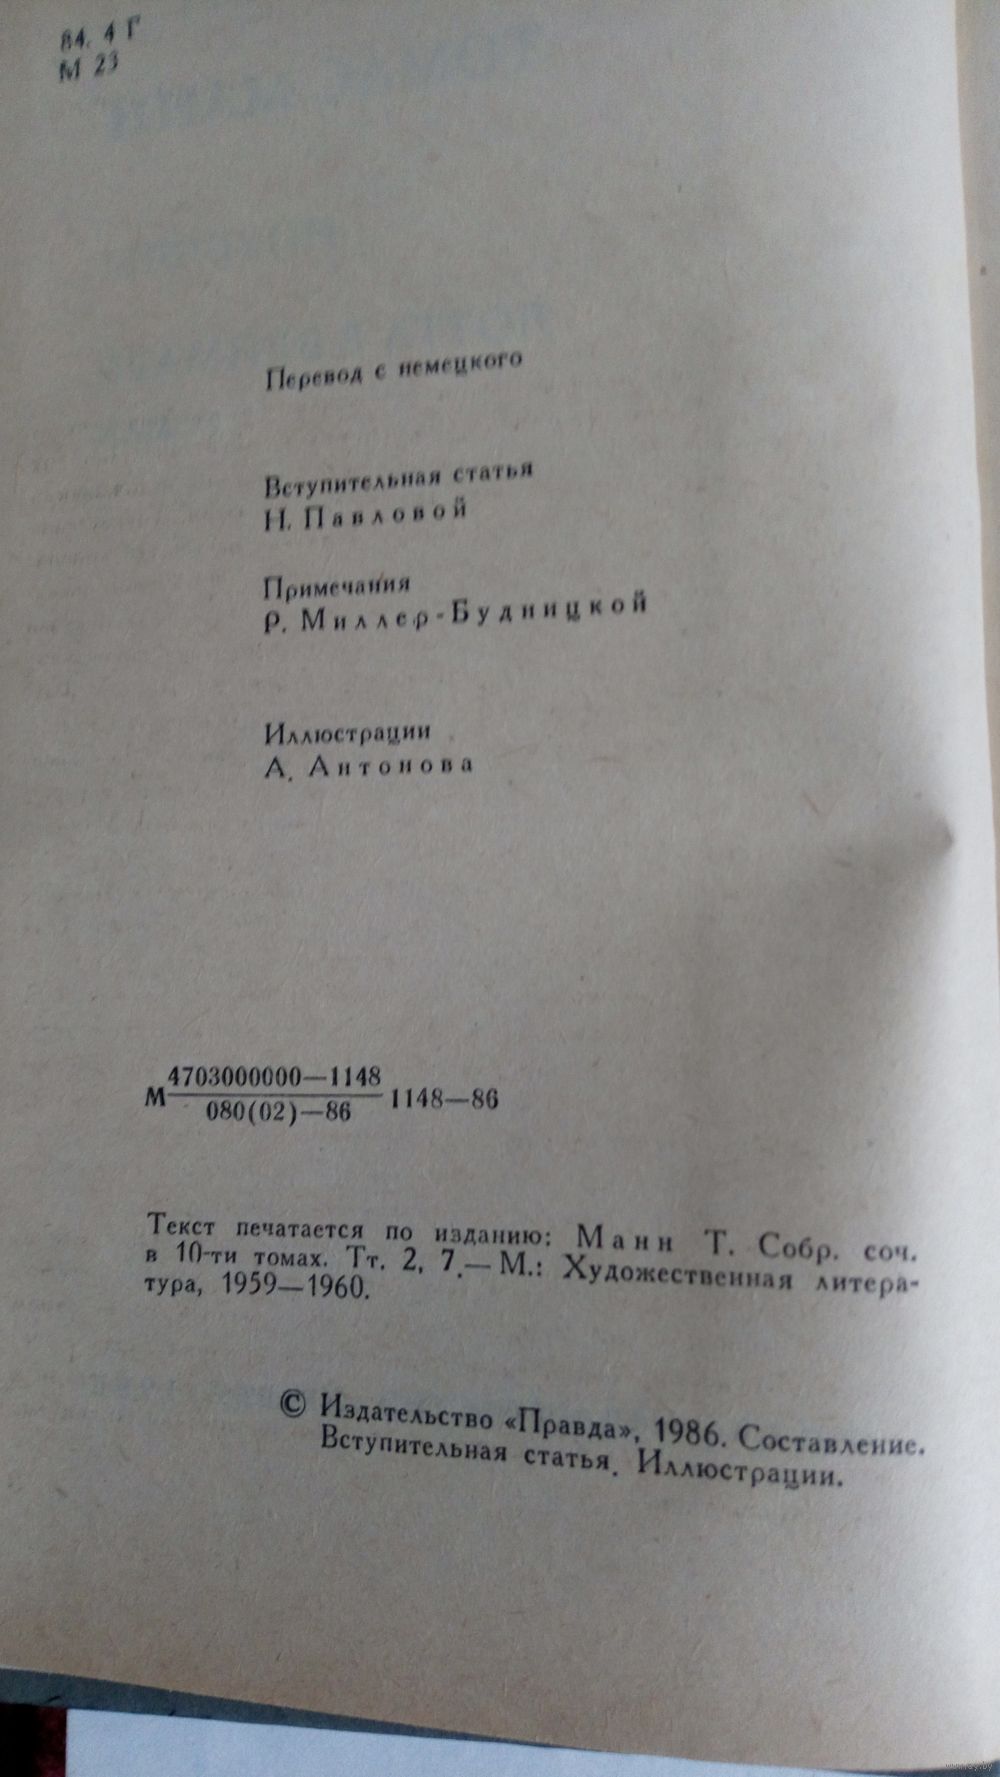 84. 4 Г
М 23
Перевод с немецкого
Вступительная статья
Н. Павловой
Примечания
Р. Миллер-Будницкой
Иллюстрации
А. Антонова
4703000000—1148
М 1148—86
080(02)—86
Текст печатается по изданию: Манн Т. Собр. соч.
в 10-ти томах. Тт. 2, 7.— М.: Художественная литера-
тура, 1959—1960.
© Издательство «Правда», 1986. Составление.
Вступительная статья. Иллюстрации.